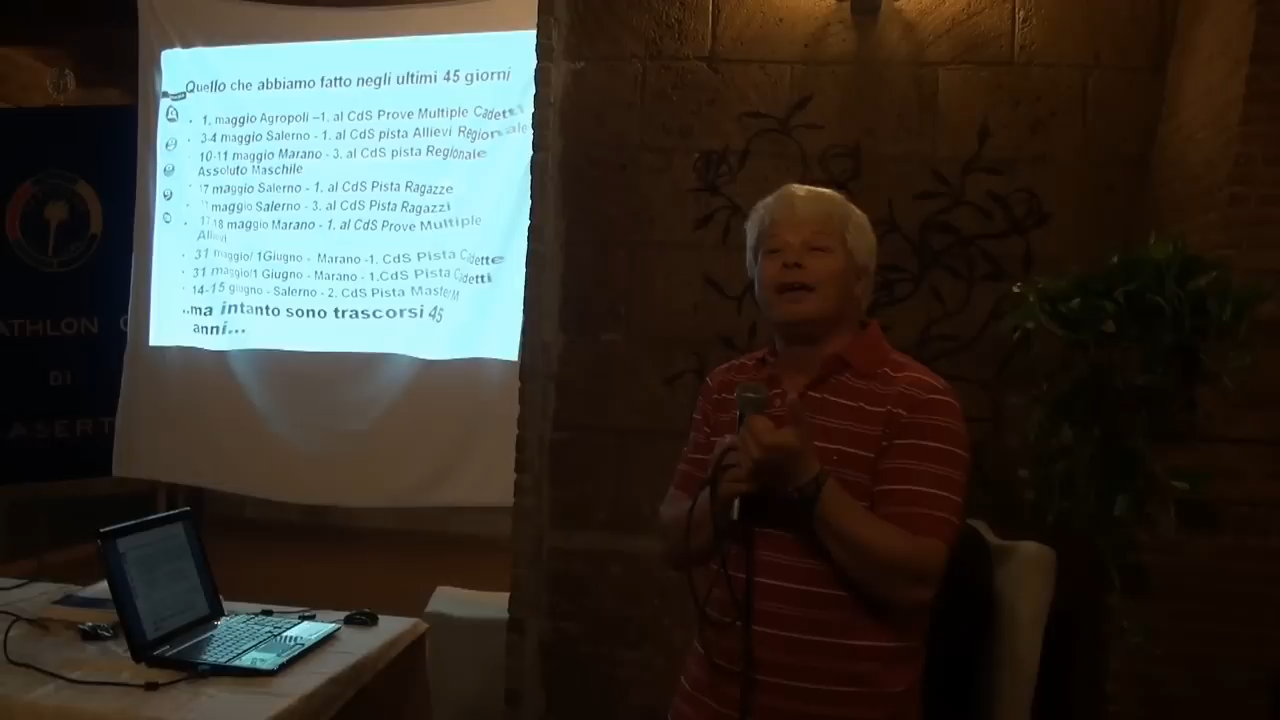 Quello che abbiamo fatto negli ultimi 45 giorni
1. maggio Agropoli –1. al CdS Prove Multiple Cadetti
3-4 maggio Salerno - 1. al CdS pista Allievi Regionale
10-11 maggio Marano - 3. al CdS pista Regionale
Assoluto Maschile
17 maggio Salerno - 1. al CdS Pista Ragazze
maggio Salerno - 3. al CdS Pista Ragazzi
17 18 maggio Marano - 1. al CdS Prove Multiple
Allievi
31 maggio/ 1Giugno - Marano -1. CdS Pista Cadette
31 maggio/1 Giugno - Marano - 1.CdS Pista Cadetti
14-15 giugno - Salerno - 2. CdS Pista MasterM
..ma intanto sono trascorsi 45
anni...
ATHLON
DI
ASERT